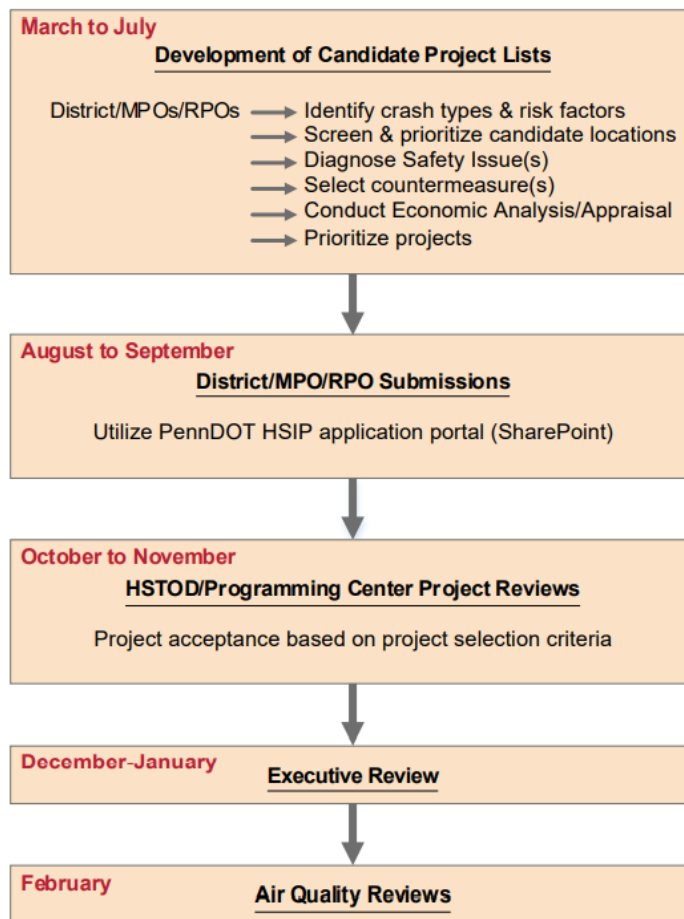 March to July
Development of Candidate Project Lists
District/MPOs/RPOs Identify crash types & risk factors
Screen & prioritize candidate locations
Diagnose Safety Issue(s)
Select countermeasure(s)
Conduct Economic Analysis/Appraisal
Prioritize projects
August to September
District/MPO/RPO Submissions
Utilize PennDOT HSIP application portal (SharePoint)
October to November
HSTOD/Programming Center Project Reviews
Project acceptance based on project selection criteria
December-January
Executive Review
February
Air Quality Reviews